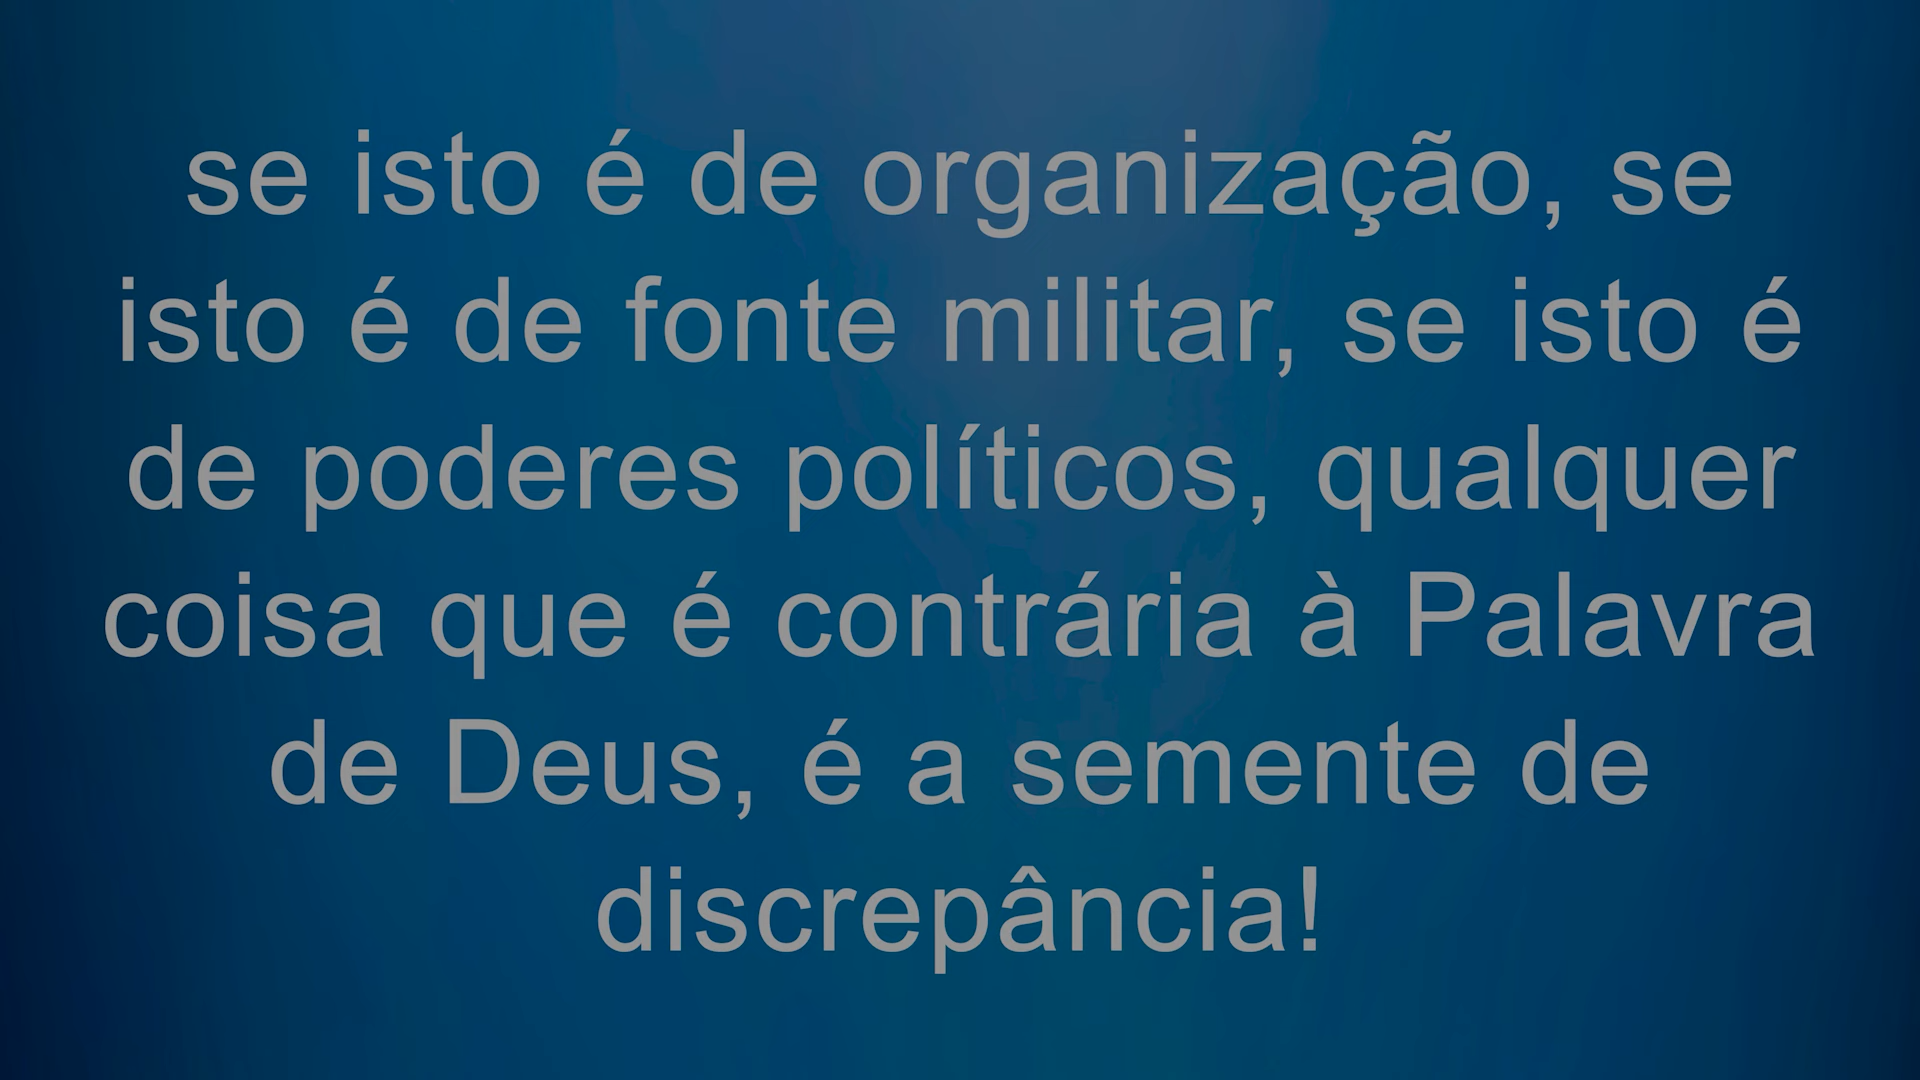 se isto é de organização, se
isto é de fonte militar, se isto é
de poderes políticos, qualquer
coisa que é contrária à Palavra
de Deus, é a semente de
discrepância!